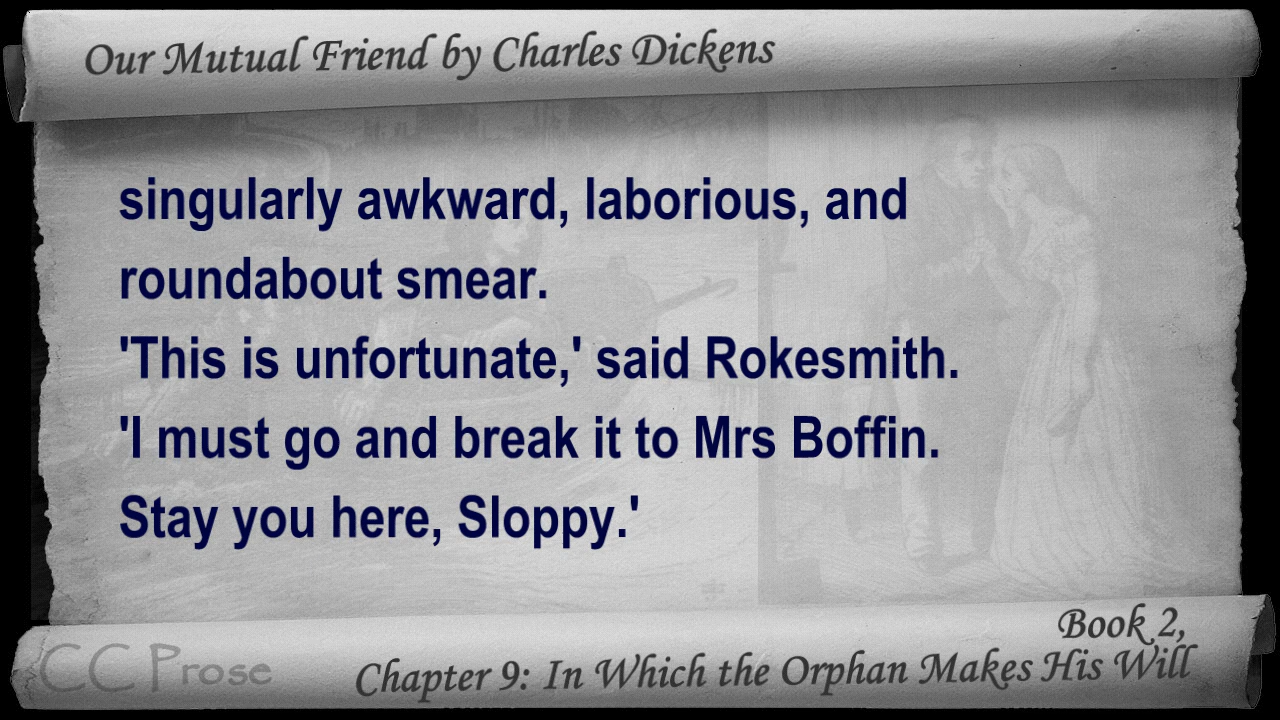 Our Mutual Friend by Charles Dickens
singularly awkward, laborious, and
roundabout smear.
'This is unfortunate,' said Rokesmith.
'I must go and break it to Mrs Boffin.
Stay you here, Sloppy.'
Book 2,
Chapter 9: In Which the Orphan Makes His Will
CC Prose